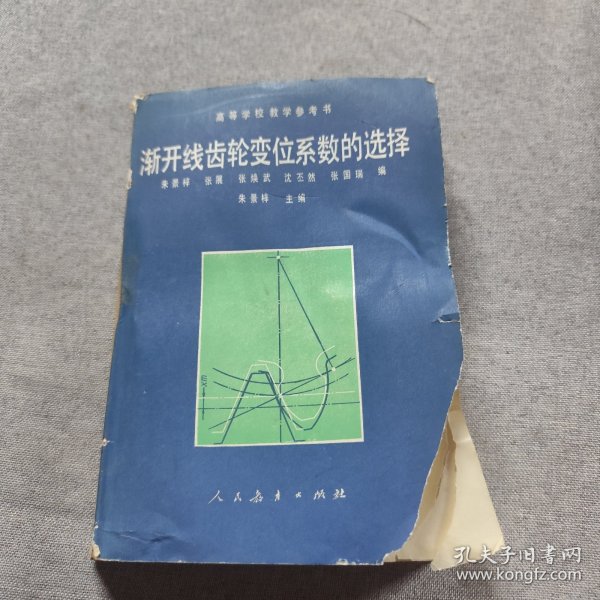 高等学校教学参考书
渐开线齿轮变位系数的选择
朱景梓 张展 张焕武 沈丕然 张国瑞 编
朱景梓 主编
xm
人民教育出版社
孔夫子旧书网
www.kongfz.com